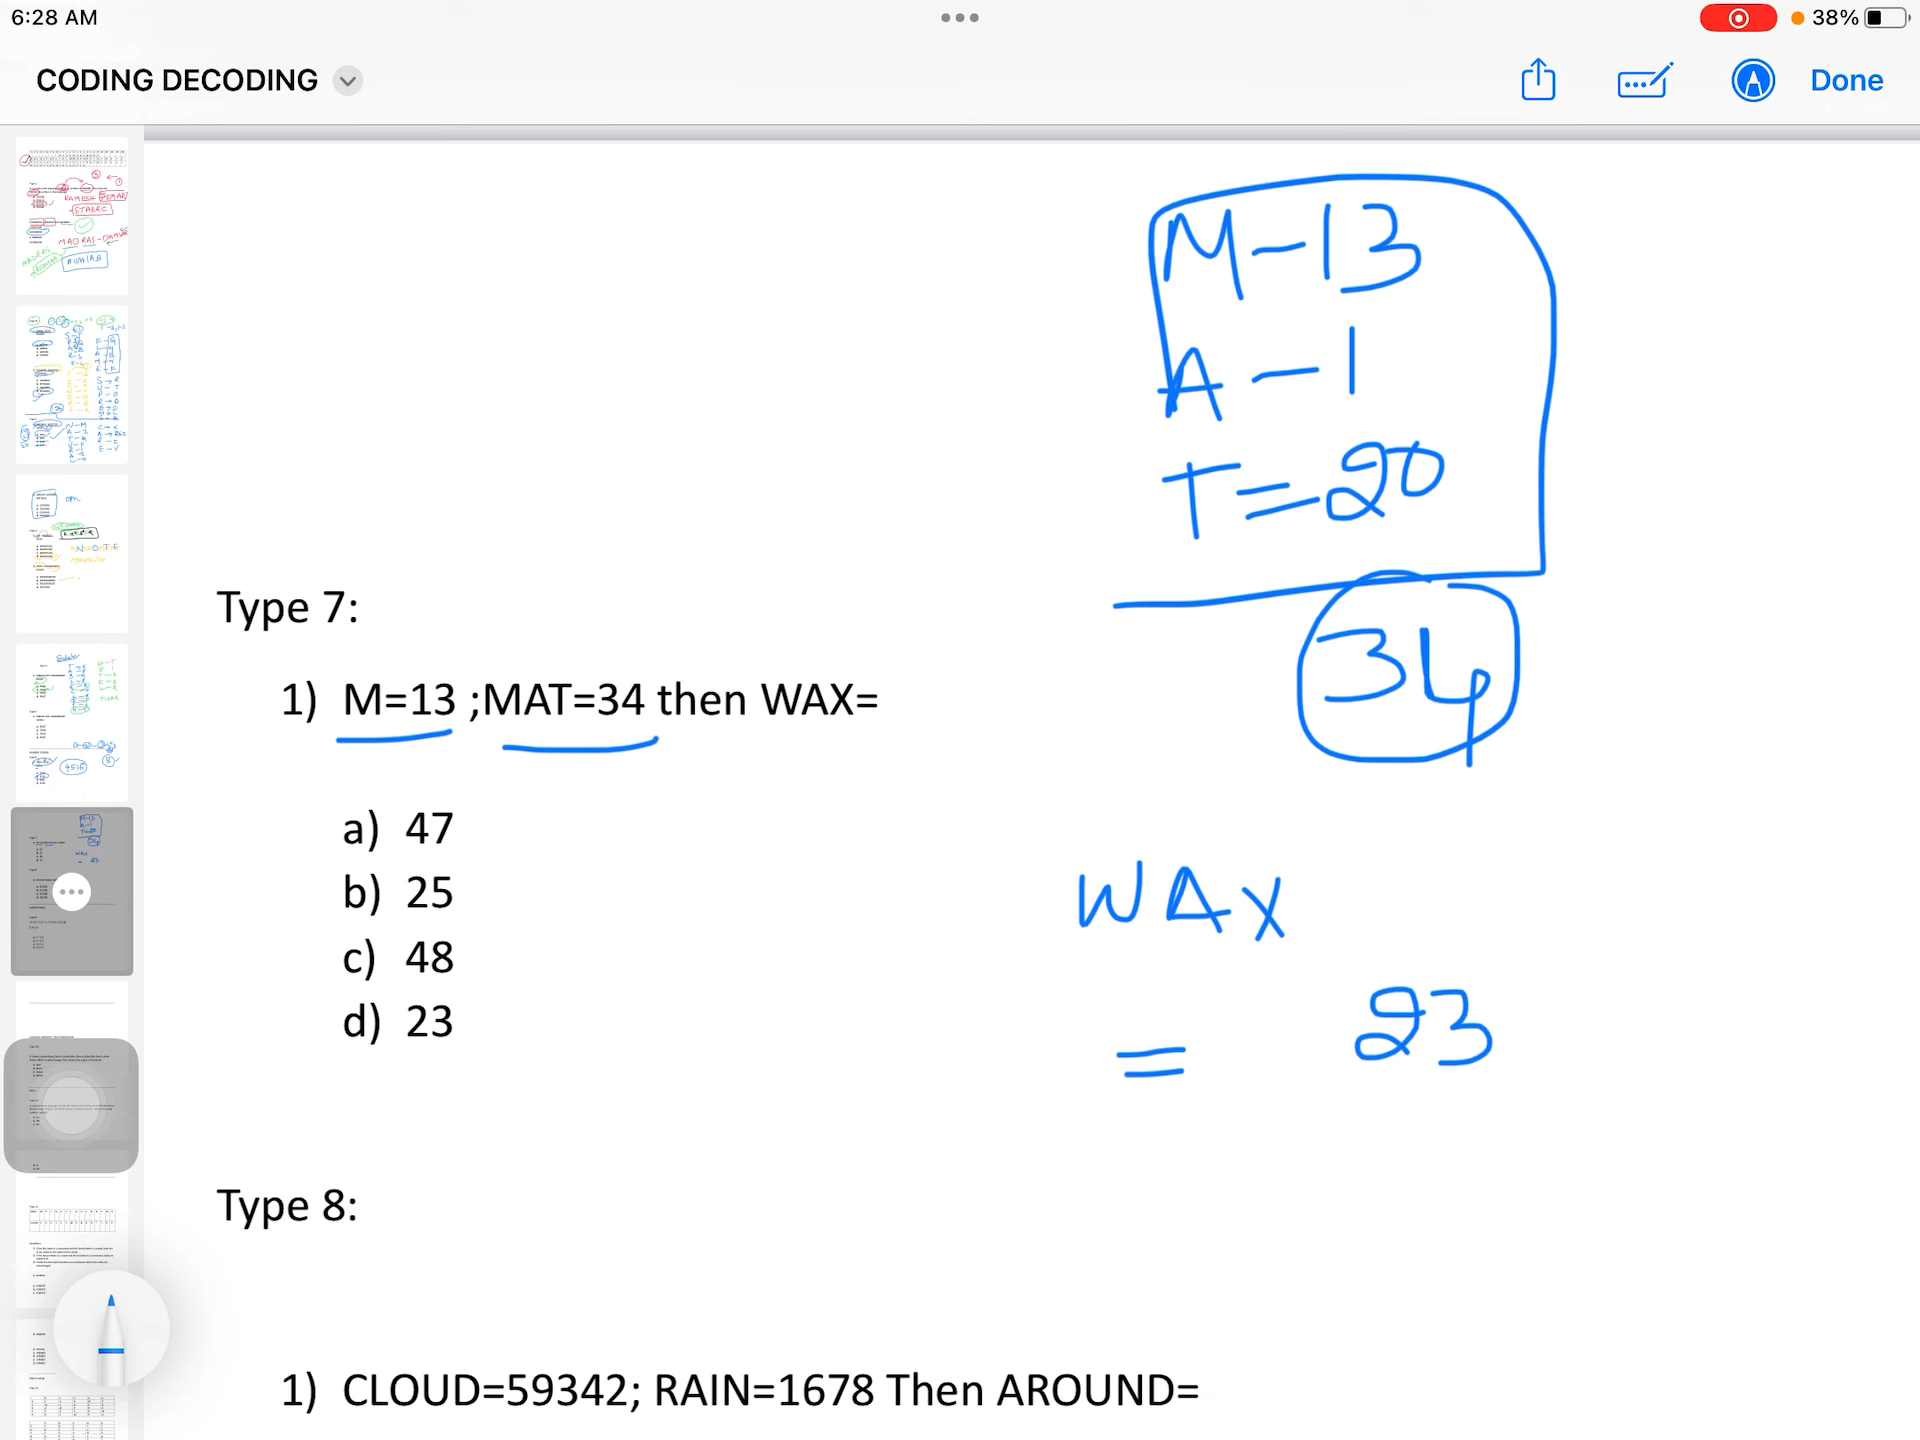 6:28 AM
38%
CODING DECODING
Done
M-13
A-1
T=20
34
Type 7:
1) M=13 ;MAT=34 then WAX=
a) 47
b) 25
c) 48
d) 23
WAX
= 23
Type 8:
1) CLOUD=59342; RAIN=1678 Then AROUND=